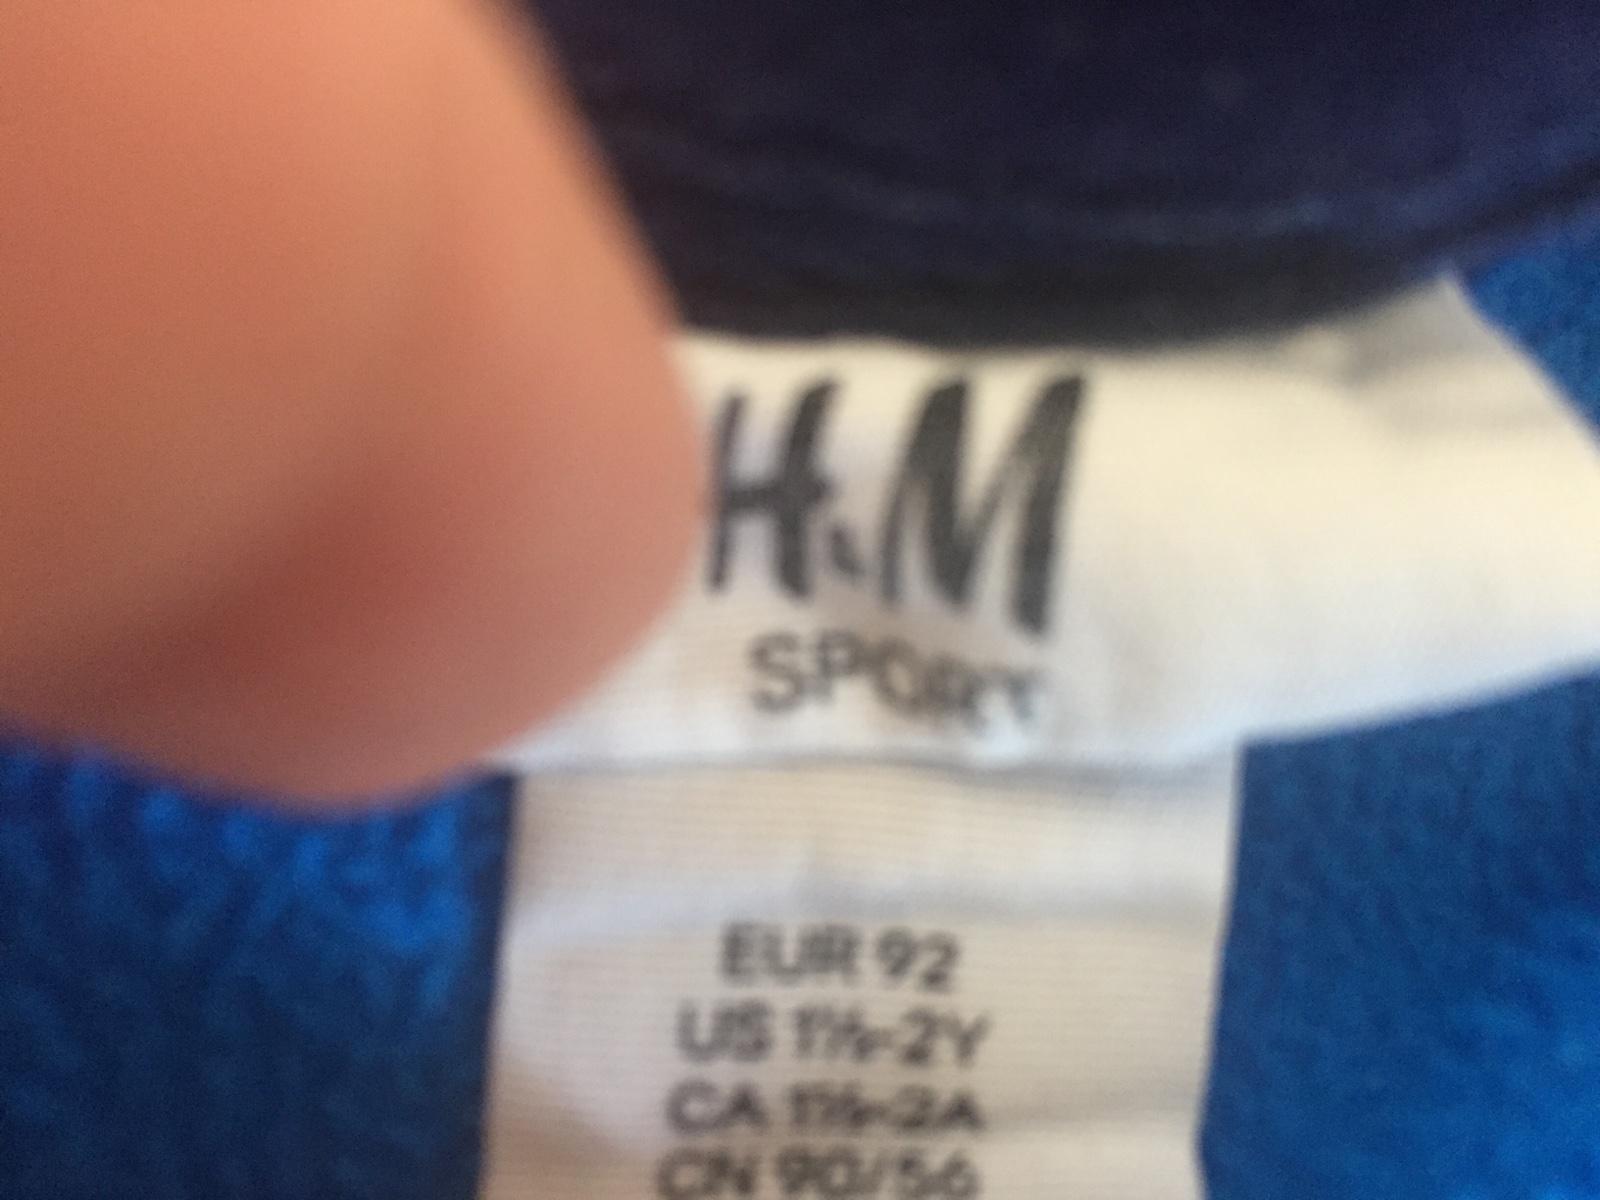 H&M
SPORT
EUR 92
US 1½-2Y
CA 1½-2A
CN 90/56